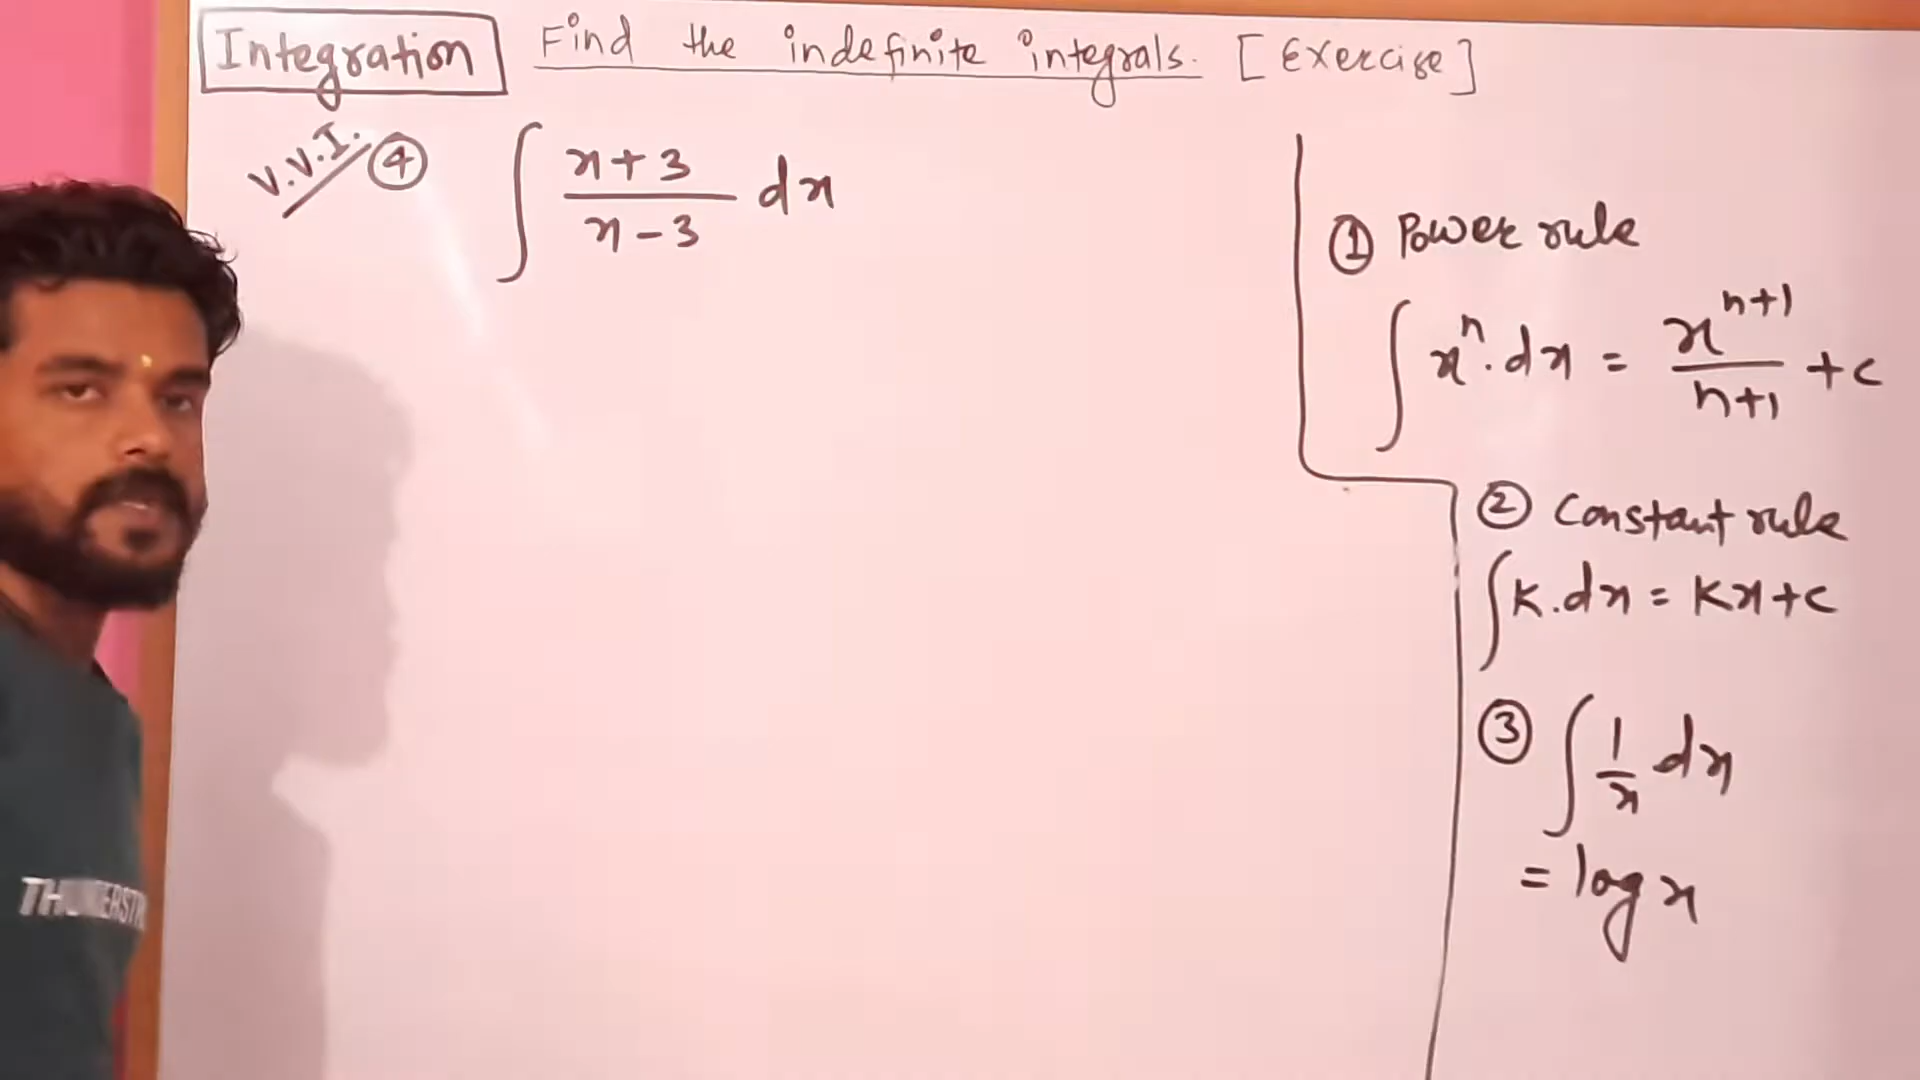 Integration Find the indefinite integrals. [Exercise]
V.V.I. ④ ∫ x+3 / x-3 dx
① Power rule
∫ xⁿ.dx = xⁿ⁺¹ / n+1 +c
② Constant rule
∫ K.dx = Kx+c
③ ∫ 1/x dx
= log x